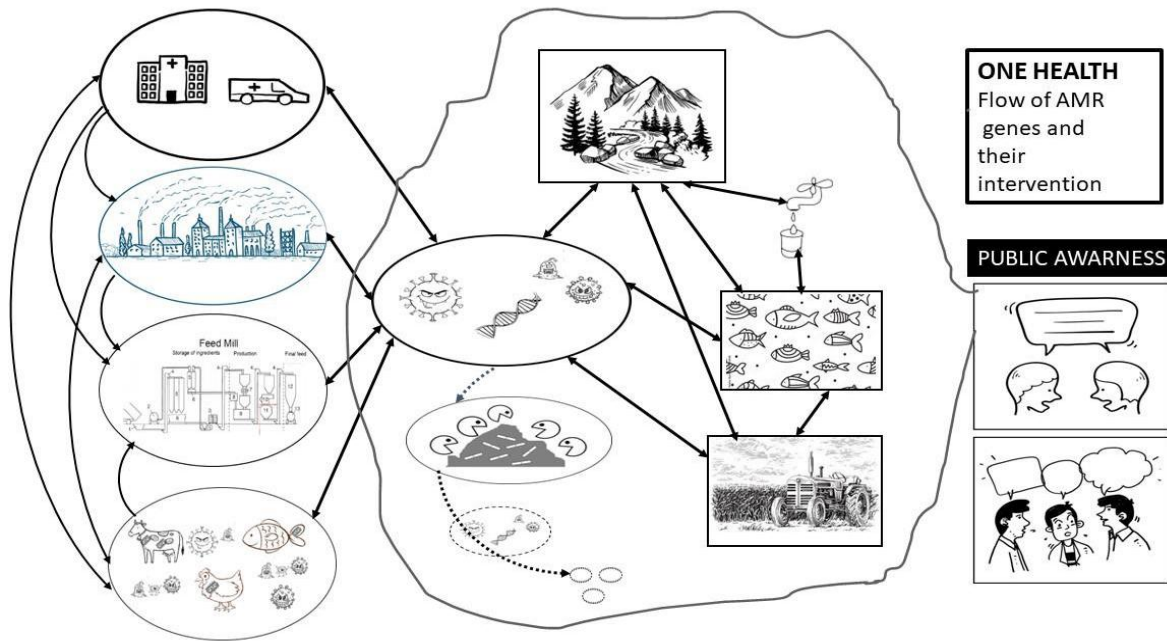 ONE HEALTH
Flow of AMR
genes and
their
intervention
PUBLIC AWARNESS
Feed Mill
Storage of ingredients Production Final feed